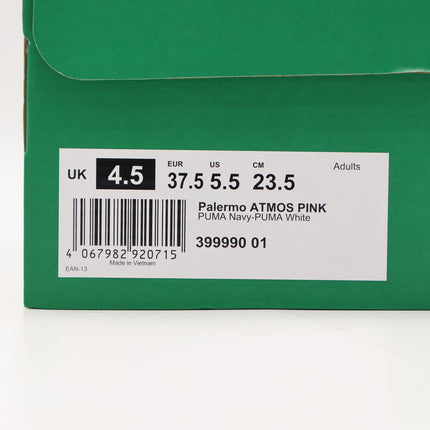 Adults
EUR US CM
UK 4.5 37.5 5.5 23.5
Palermo ATMOS PINK
PUMA Navy-PUMA White
399990 01
4 067982 920715
Made in Vietnam
EAN-13